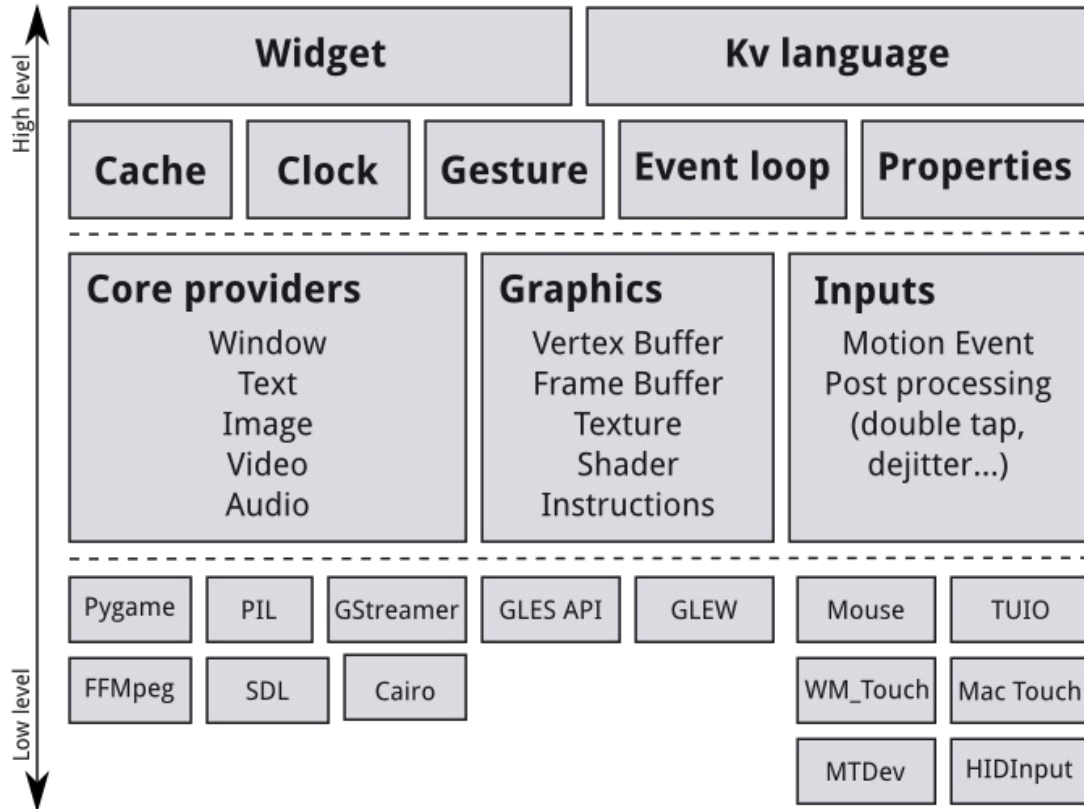 High level
Widget
Kv language
Cache
Clock
Gesture
Event loop
Properties
Core providers
Window
Text
Image
Video
Audio
Graphics
Vertex Buffer
Frame Buffer
Texture
Shader
Instructions
Inputs
Motion Event
Post processing
(double tap,
dejitter...)
Low level
Pygame
PIL
GStreamer
GLES API
GLEW
Mouse
TUIO
FFMpeg
SDL
Cairo
WM_Touch
Mac Touch
MTDev
HIDInput